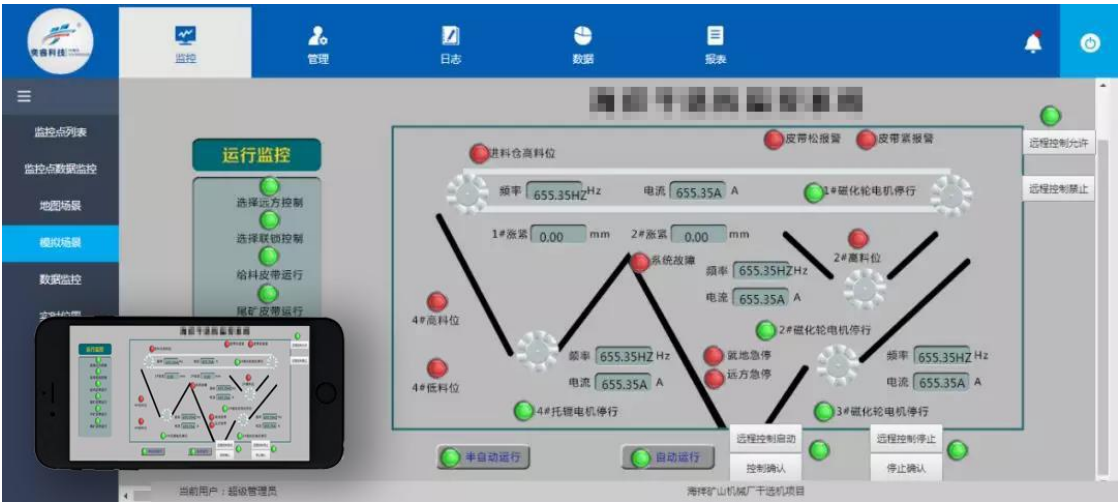 奕睿科技
监控
管理
日志
数据
报表
监控点列表
监控点数据监控
地图场景
模拟场景
数据监控
运行监控
选择远方控制
选择联锁控制
给料皮带运行
尾矿皮带运行
进料仓高料位
皮带松报警
皮带紧报警
远程控制允许
远程控制禁止
频率 655.35HZ Hz
电流 655.35A A
1#磁化轮电机停行
1#涨紧 0.00 mm
2#涨紧 0.00 mm
系统故障
2#高料位
频率 655.35HZ Hz
电流 655.35A A
4#高料位
2#磁化轮电机停行
频率 655.35HZ Hz
电流 655.35A A
就地急停
远方急停
频率 655.35HZ Hz
电流 655.35A A
4#低料位
4#托辊电机停行
3#磁化轮电机停行
半自动运行
自动运行
远程控制启动
控制确认
远程控制停止
停止确认
当前用户：超级管理员
海祥矿山机械厂干选机项目